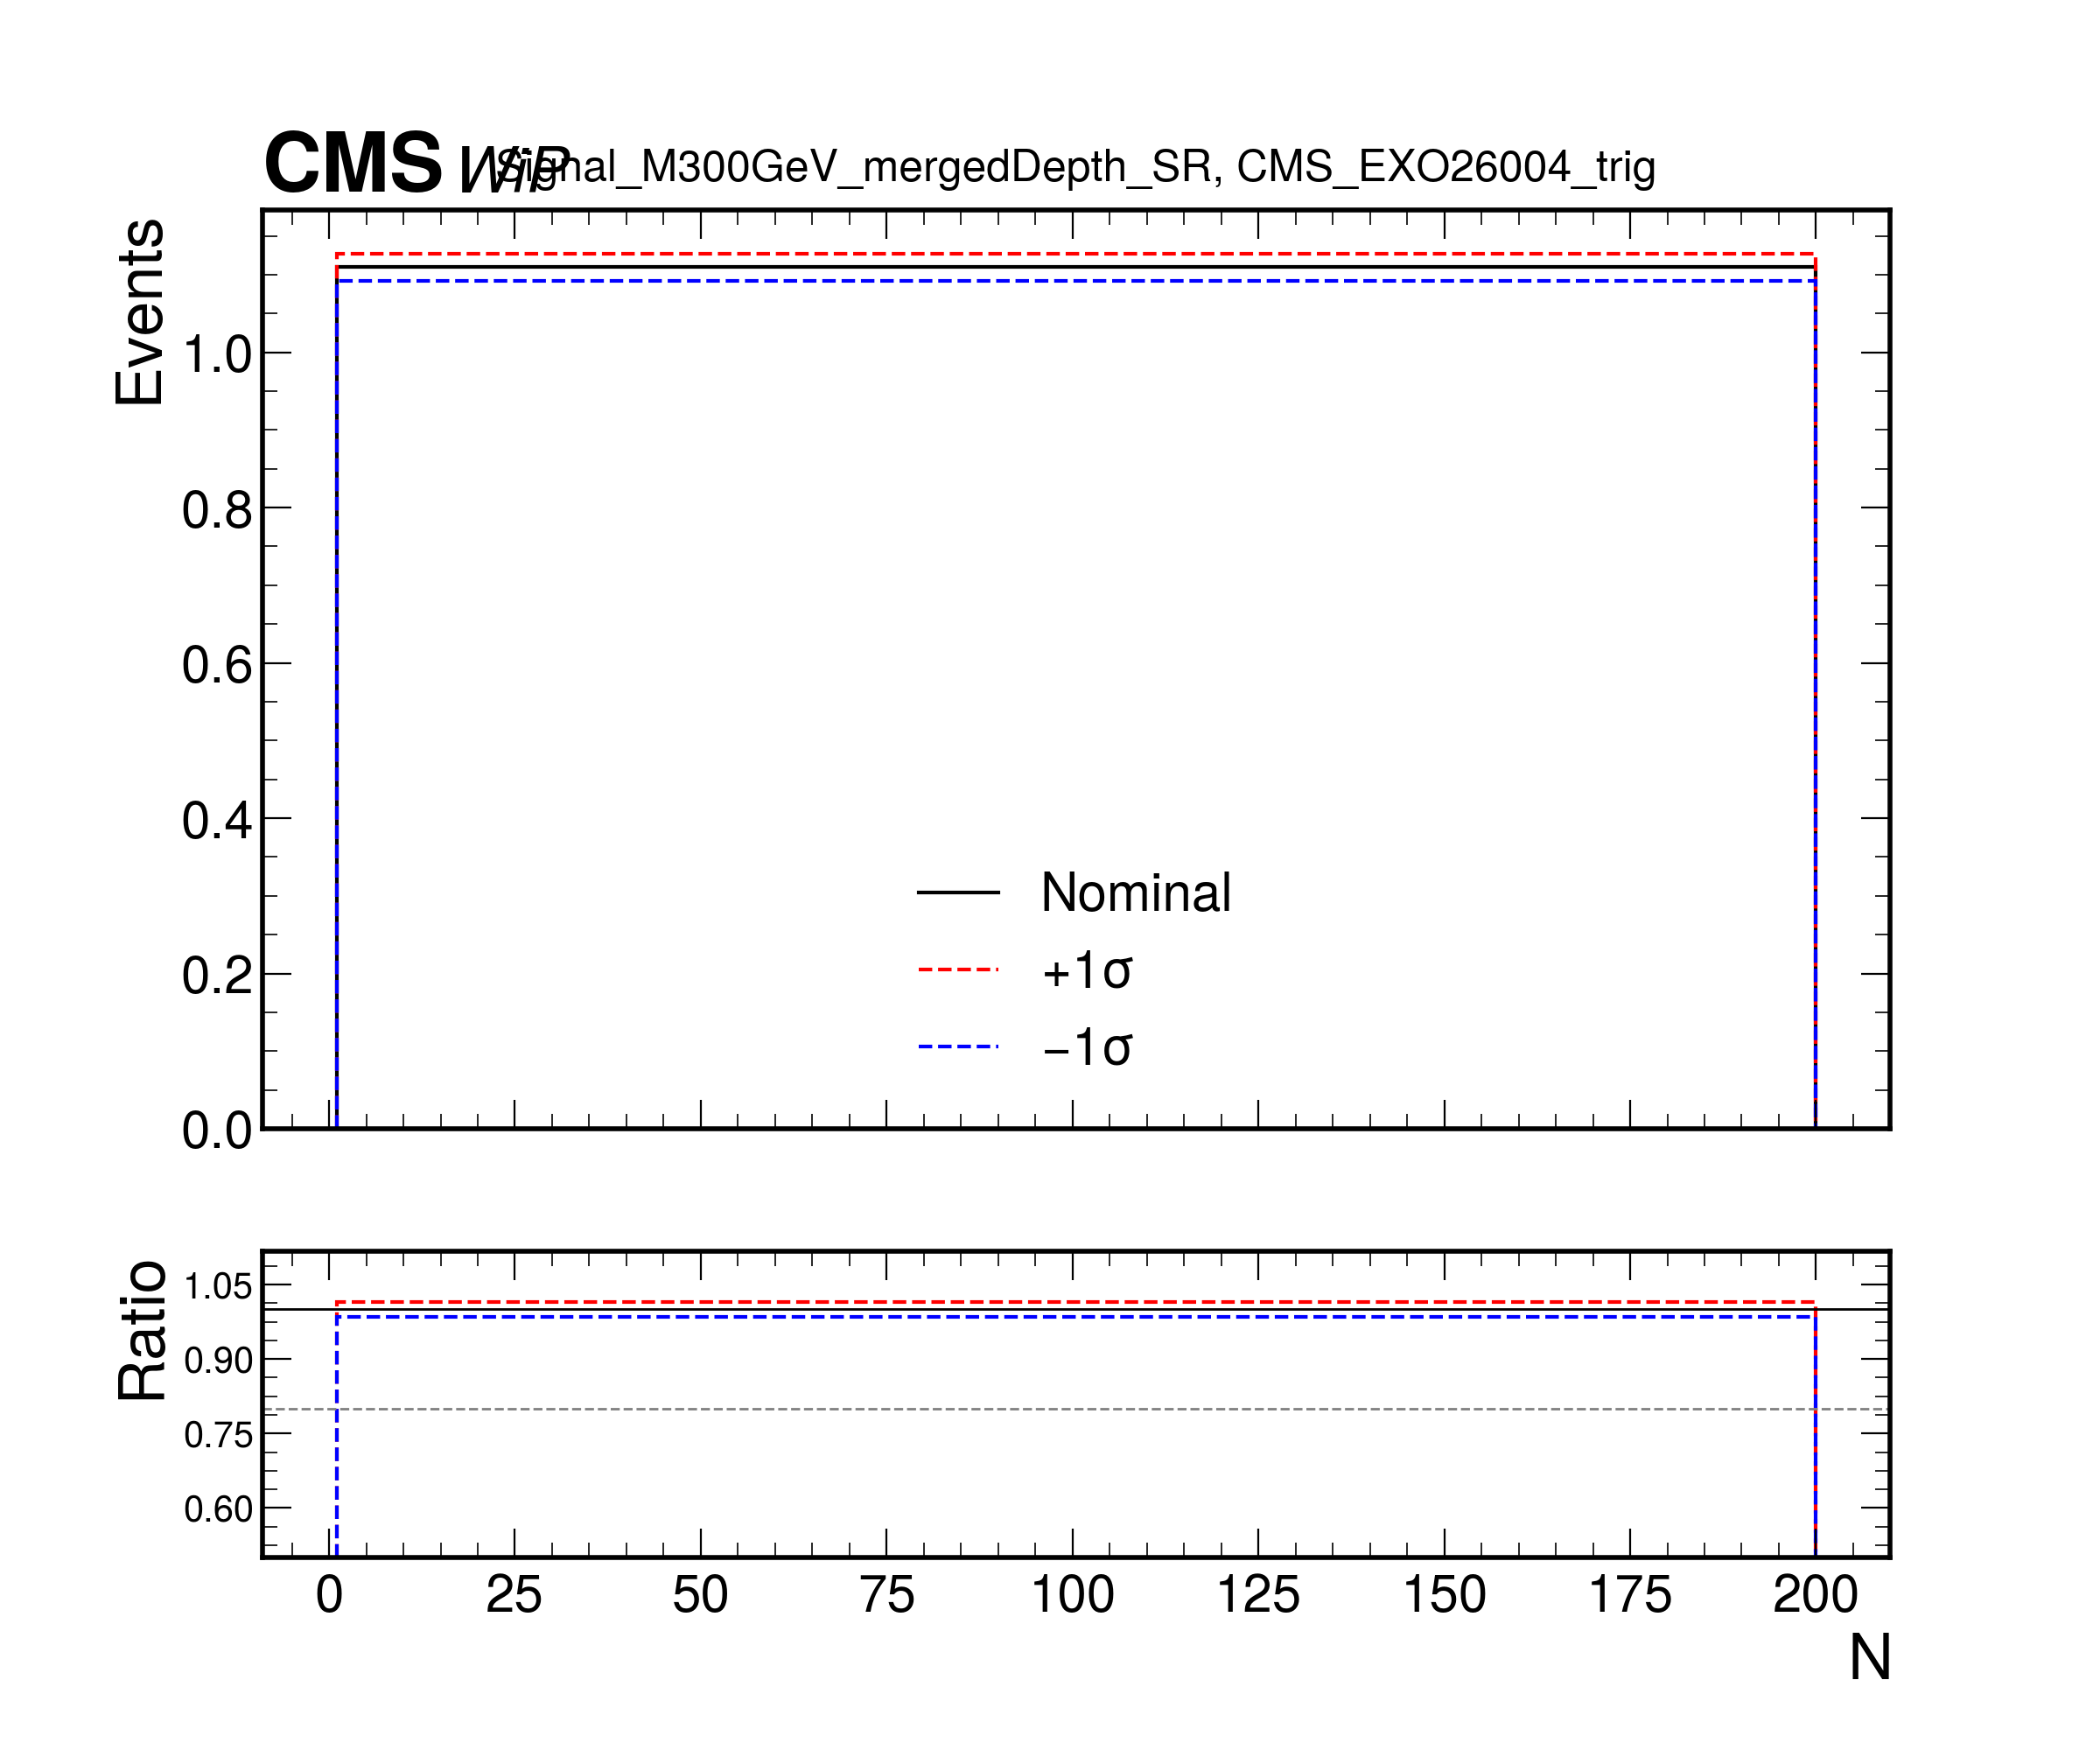 CMS WiP Signal_M300GeV_mergedDepth_SR, CMS_EXO26004_trig
Events
1.0
0.8
0.6
0.4
0.2
0.0
Nominal
+1σ
−1σ
Ratio
1.05
0.90
0.75
0.60
0 25 50 75 100 125 150 175 200
N